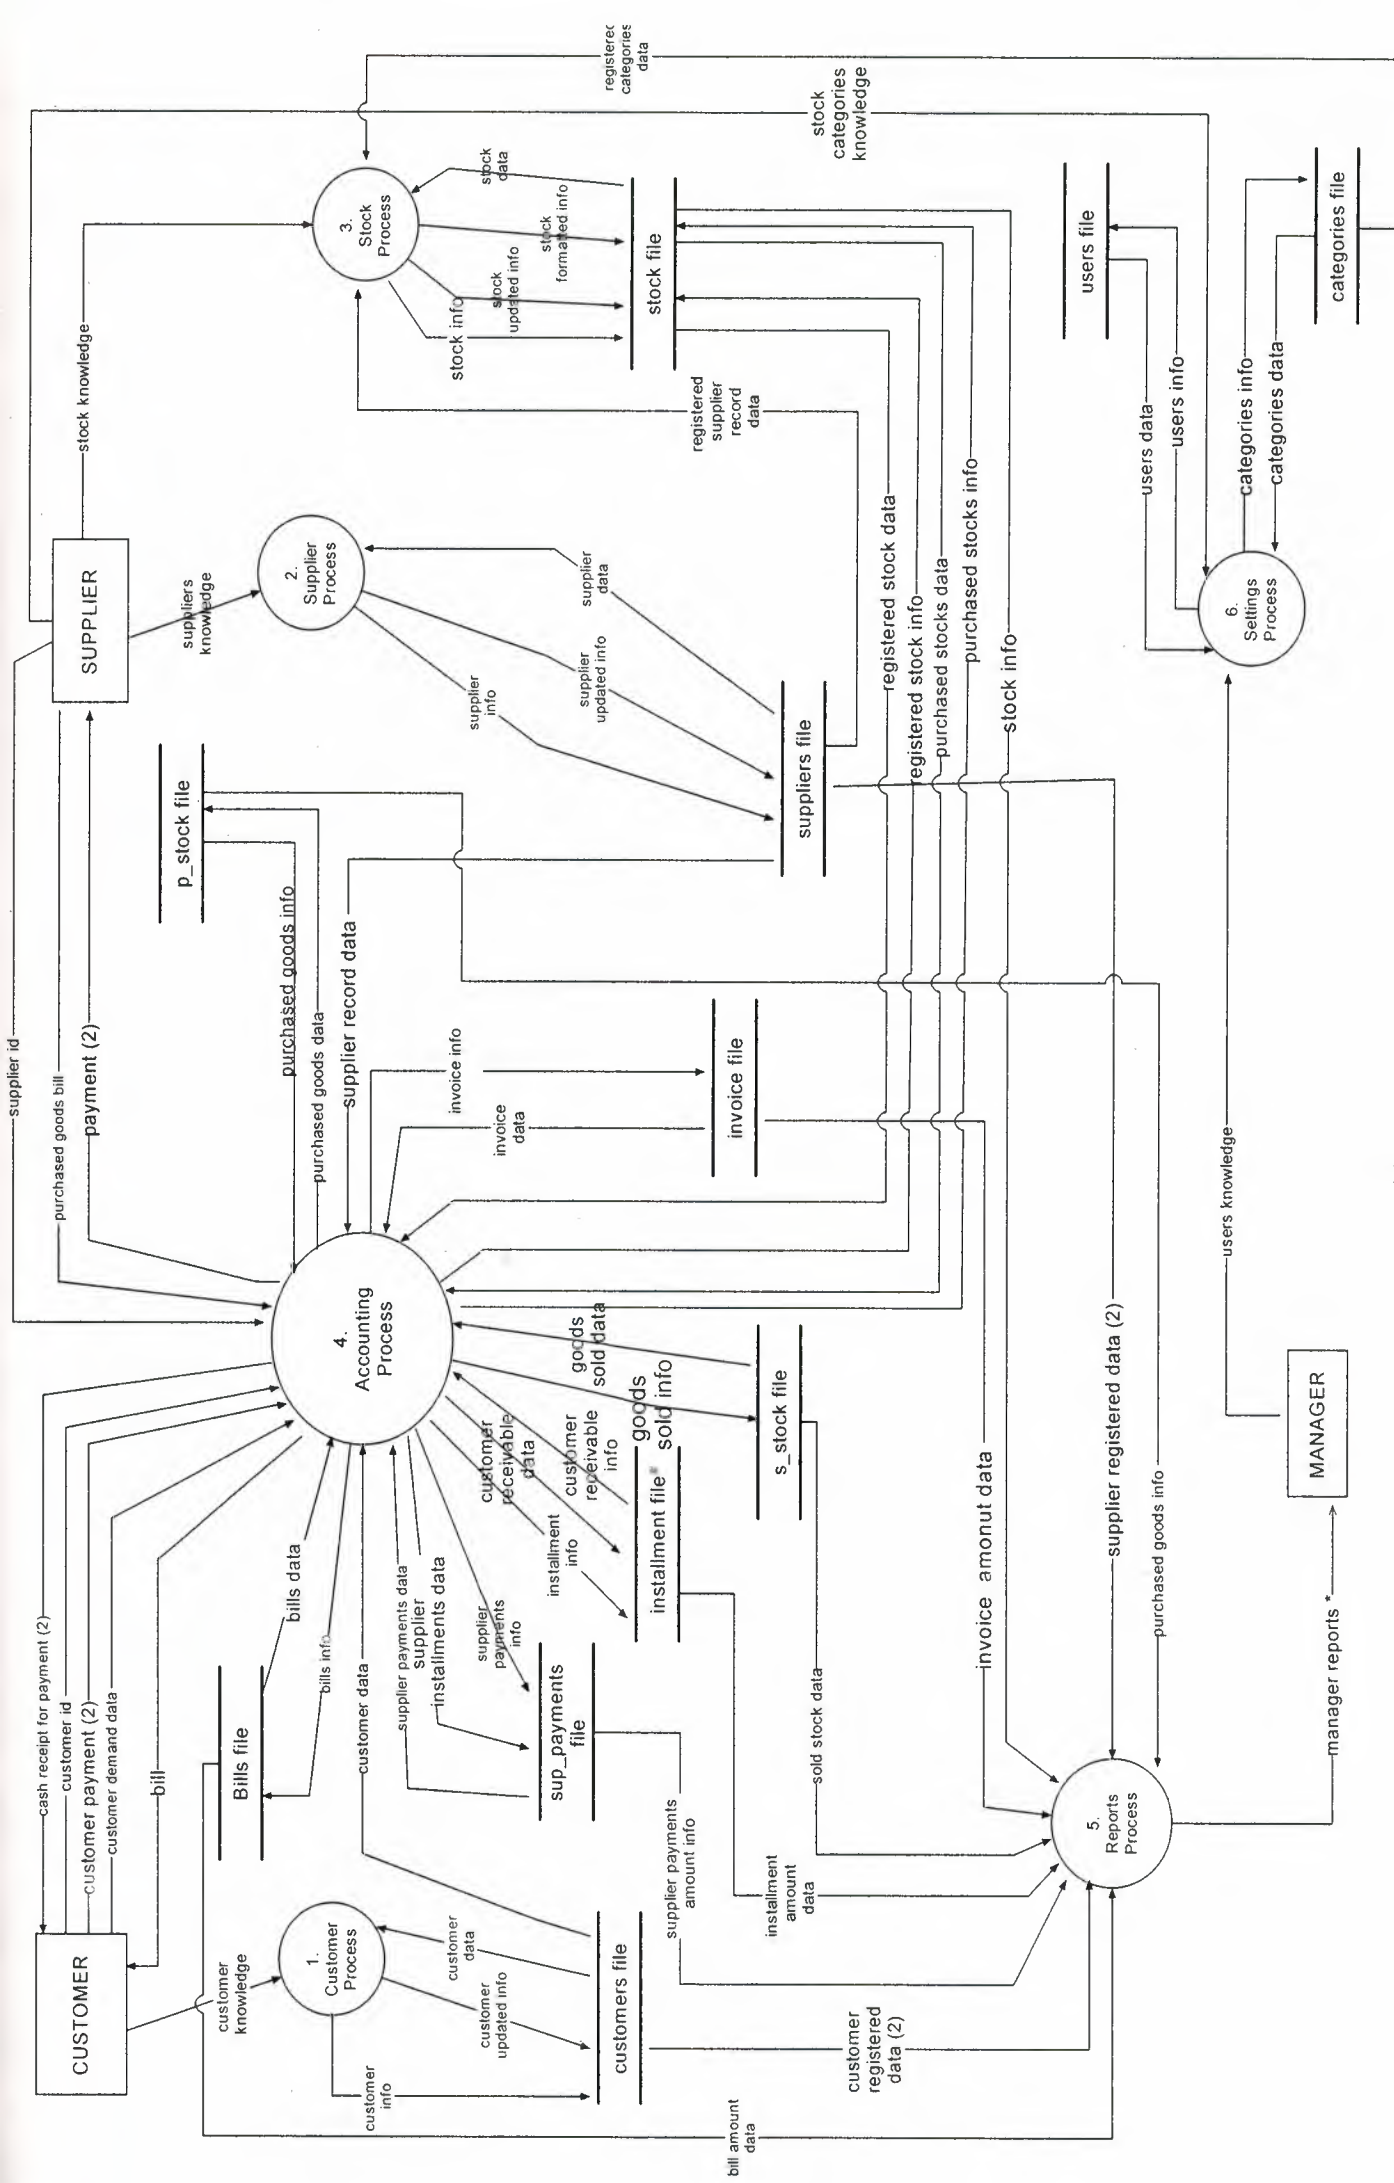 CUSTOMER
cash receipt for payment (2)
customer id
customer payment (2)
customer demand data
bill
supplier id
purchased goods bill
payment (2)
SUPPLIER
stock knowledge
suppliers
knowledge
customer
knowledge
1.
Customer
Process
customer
info
customer
updated info
customer
data
customers file
customer data
Bills file
bills data
bills info
4.
Accounting
Process
p_stock file
purchased goods info
purchased goods data
supplier record data
2.
Supplier
Process
supplier
info
supplier
updated info
supplier
data
suppliers file
3.
Stock
Process
stock info
stock
updated info
stock
formatted info
stock
data
stock file
registered
supplier
record
data
categories
data
stock
categories
knowledge
supplier payments data
supplier
installments data
supplier
payments
info
sup_payments
file
installment
info
customer
receivable
data
customer
receivable
info
installment file
goods
sold info
goods
sold data
s_stock file
invoice
data
invoice info
invoice file
registered stock data
registered stock info
purchased stocks data
purchased stocks info
stock info
bill amount
data
customer
registered
data (2)
supplier payments
amount info
installment
amount
data
sold stock data
invoice amonut data
supplier registered data (2)
purchased goods info
5.
Reports
Process
manager reports *
MANAGER
users knowledge
6.
Settings
Process
users data
users info
users file
categories info
categories data
categories file